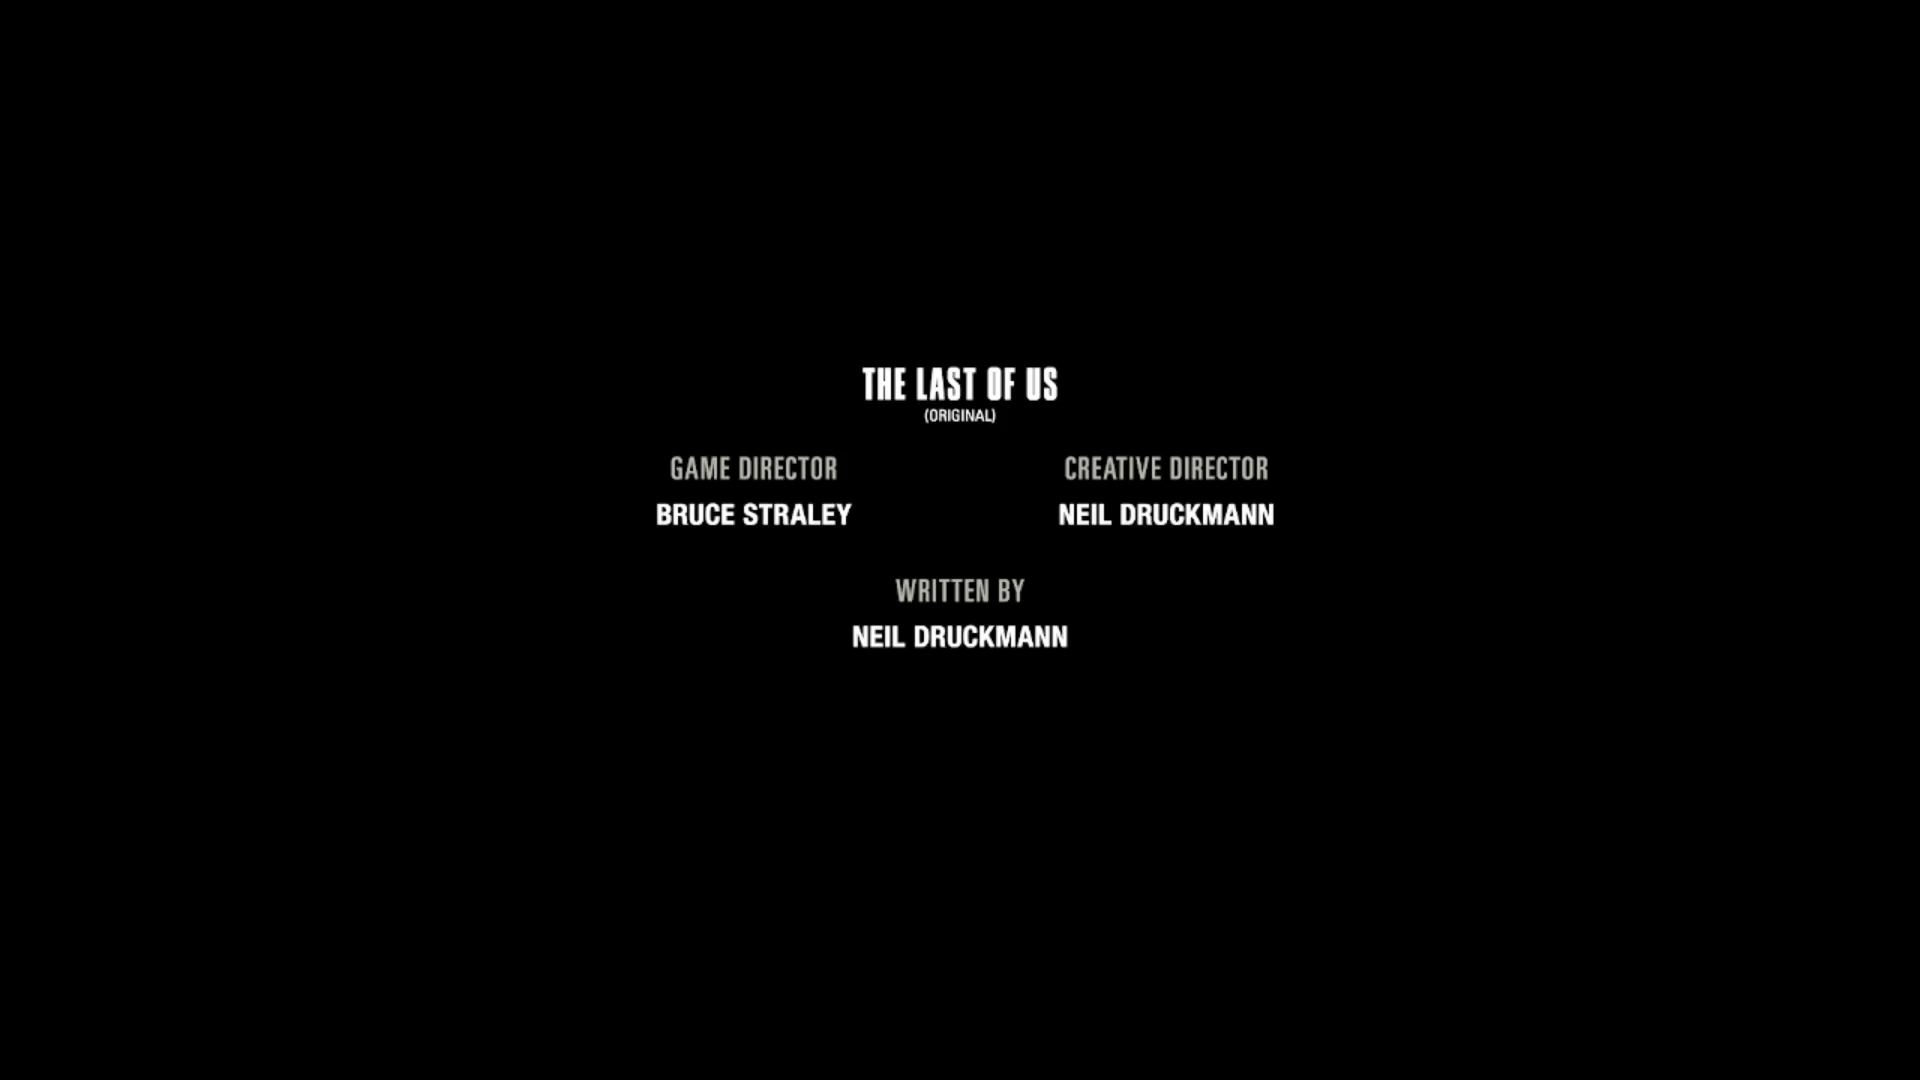 THE LAST OF US
(ORIGINAL)
GAME DIRECTOR
BRUCE STRALEY
CREATIVE DIRECTOR
NEIL DRUCKMANN
WRITTEN BY
NEIL DRUCKMANN